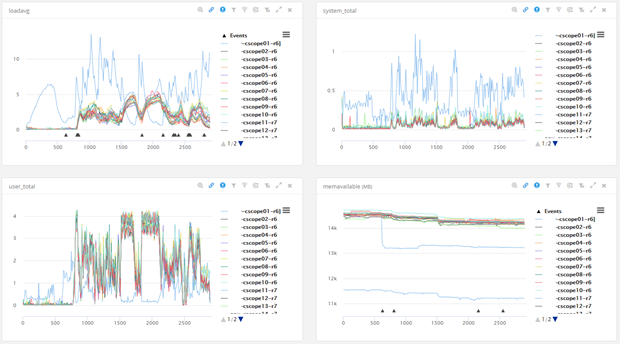 loadavg
▲ Events
-cscope01-r6j
-cscope02-r6
-cscope03-r6
-cscope04-r6
-cscope05-r6
-cscope06-r6
-cscope07-r6
-cscope08-r6
-cscope09-r6
-cscope10-r6
-cscope11-r7
-cscope12-r7
1/2
10
5
0
0
500
1000
1500
2000
2500
system_total
-cscope01-r6j
-cscope02-r6
-cscope03-r6
-cscope04-r6
-cscope05-r6
-cscope06-r6
-cscope07-r6
-cscope08-r6
-cscope09-r6
-cscope10-r6
-cscope11-r7
-cscope12-r7
-cscope13-r7
1/2
1
0.5
0
0
500
1000
1500
2000
2500
user_total
-cscope01-r6j
-cscope02-r6
-cscope03-r6
-cscope04-r6
-cscope05-r6
-cscope06-r6
-cscope07-r6
-cscope08-r6
-cscope09-r6
-cscope10-r6
-cscope11-r7
-cscope12-r7
-cscope13-r7
1/2
4
3
2
1
0
0
500
1000
1500
2000
2500
memavailable (MB)
▲ Events
-cscope01-r6j
-cscope02-r6
-cscope03-r6
-cscope04-r6
-cscope05-r6
-cscope06-r6
-cscope07-r6
-cscope08-r6
-cscope09-r6
-cscope10-r6
-cscope11-r7
-cscope12-r7
1/2
14k
13k
12k
11k
0
500
1000
1500
2000
2500